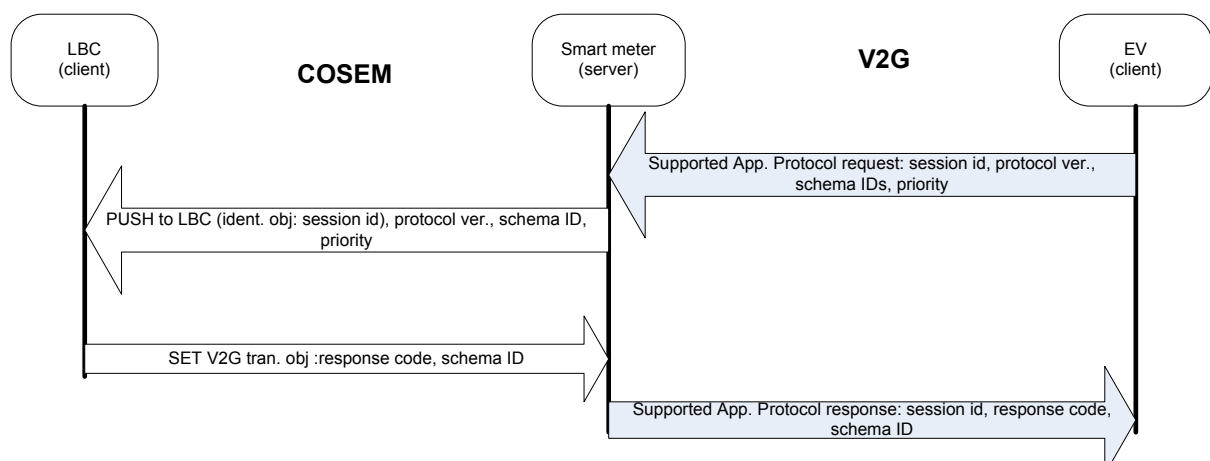 LBC
(client)
COSEM
Smart meter
(server)
V2G
EV
(client)
Supported App. Protocol request: session id, protocol ver.,
schema IDs, priority
PUSH to LBC (ident. obj: session id), protocol ver., schema ID,
priority
SET V2G tran. obj :response code, schema ID
Supported App. Protocol response: session id, response code,
schema ID